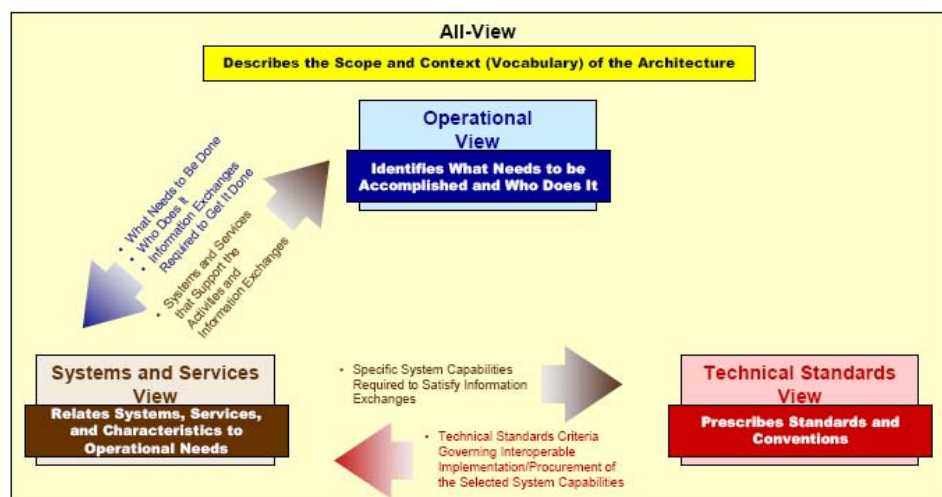 All-View
Describes the Scope and Context (Vocabulary) of the Architecture
Operational
View
Identifies What Needs to be
Accomplished and Who Does It
• What Needs to Be Done
• Who Does It
• Information Exchanges
Required to Get It Done
• Systems and Services
that Support the
Activities and
Information Exchanges
Systems and Services
View
Relates Systems, Services,
and Characteristics to
Operational Needs
• Specific System Capabilities
Required to Satisfy Information
Exchanges
• Technical Standards Criteria
Governing Interoperable
Implementation/Procurement of
the Selected System Capabilities
Technical Standards
View
Prescribes Standards and
Conventions